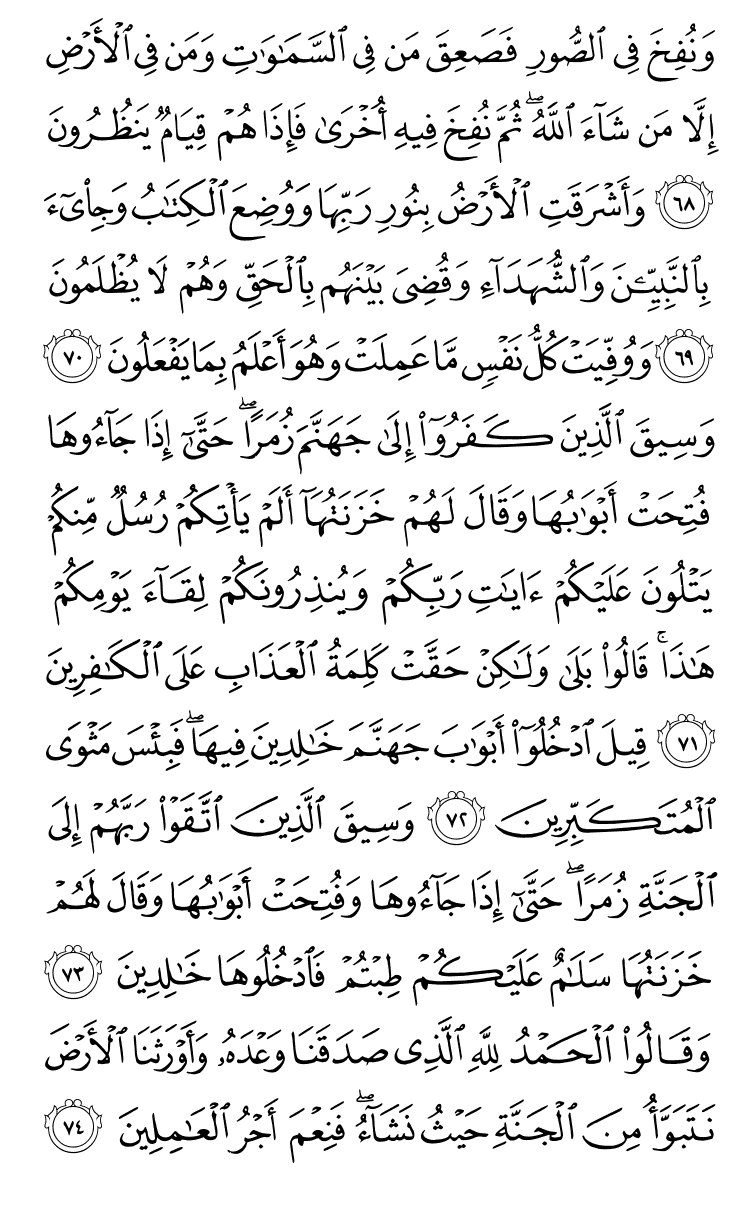 وَنُفِخَ فِى ٱلصُّورِ فَصَعِقَ مَن فِى ٱلسَّمَـٰوَٰتِ وَمَن فِى ٱلْأَرْضِ
إِلَّا مَن شَآءَ ٱللَّهُ ۖ ثُمَّ نُفِخَ فِيهِ أُخْرَىٰ فَإِذَا هُمْ قِيَامٌ يَنظُرُونَ
٦٨ وَأَشْرَقَتِ ٱلْأَرْضُ بِنُورِ رَبِّهَا وَوُضِعَ ٱلْكِتَـٰبُ وَجِا۟ىٓءَ
بِٱلنَّبِيِّـۧنَ وَٱلشُّهَدَآءِ وَقُضِىَ بَيْنَهُم بِٱلْحَقِّ وَهُمْ لَا يُظْلَمُونَ
٦٩ وَوُفِّيَتْ كُلُّ نَفْسٍ مَّا عَمِلَتْ وَهُوَ أَعْلَمُ بِمَا يَفْعَلُونَ ٧٠
وَسِيقَ ٱلَّذِينَ كَفَرُوٓا۟ إِلَىٰ جَهَنَّمَ زُمَرًا ۖ حَتَّىٰٓ إِذَا جَآءُوهَا
فُتِحَتْ أَبْوَٰبُهَا وَقَالَ لَهُمْ خَزَنَتُهَآ أَلَمْ يَأْتِكُمْ رُسُلٌ مِّنكُمْ
يَتْلُونَ عَلَيْكُمْ ءَايَـٰتِ رَبِّكُمْ وَيُنذِرُونَكُمْ لِقَآءَ يَوْمِكُمْ
هَـٰذَا ۚ قَالُوا۟ بَلَىٰ وَلَـٰكِنْ حَقَّتْ كَلِمَةُ ٱلْعَذَابِ عَلَى ٱلْكَـٰفِرِينَ
٧١ قِيلَ ٱدْخُلُوٓا۟ أَبْوَٰبَ جَهَنَّمَ خَـٰلِدِينَ فِيهَا ۖ فَبِئْسَ مَثْوَى
ٱلْمُتَكَبِّرِينَ ٧٢ وَسِيقَ ٱلَّذِينَ ٱتَّقَوْا۟ رَبَّهُمْ إِلَى
ٱلْجَنَّةِ زُمَرًا ۖ حَتَّىٰٓ إِذَا جَآءُوهَا وَفُتِحَتْ أَبْوَٰبُهَا وَقَالَ لَهُمْ
خَزَنَتُهَا سَلَـٰمٌ عَلَيْكُمْ طِبْتُمْ فَٱدْخُلُوهَا خَـٰلِدِينَ ٧٣
وَقَالُوا۟ ٱلْحَمْدُ لِلَّهِ ٱلَّذِى صَدَقَنَا وَعْدَهُۥ وَأَوْرَثَنَا ٱلْأَرْضَ
نَتَبَوَّأُ مِنَ ٱلْجَنَّةِ حَيْثُ نَشَآءُ ۖ فَنِعْمَ أَجْرُ ٱلْعَـٰمِلِينَ ٧٤